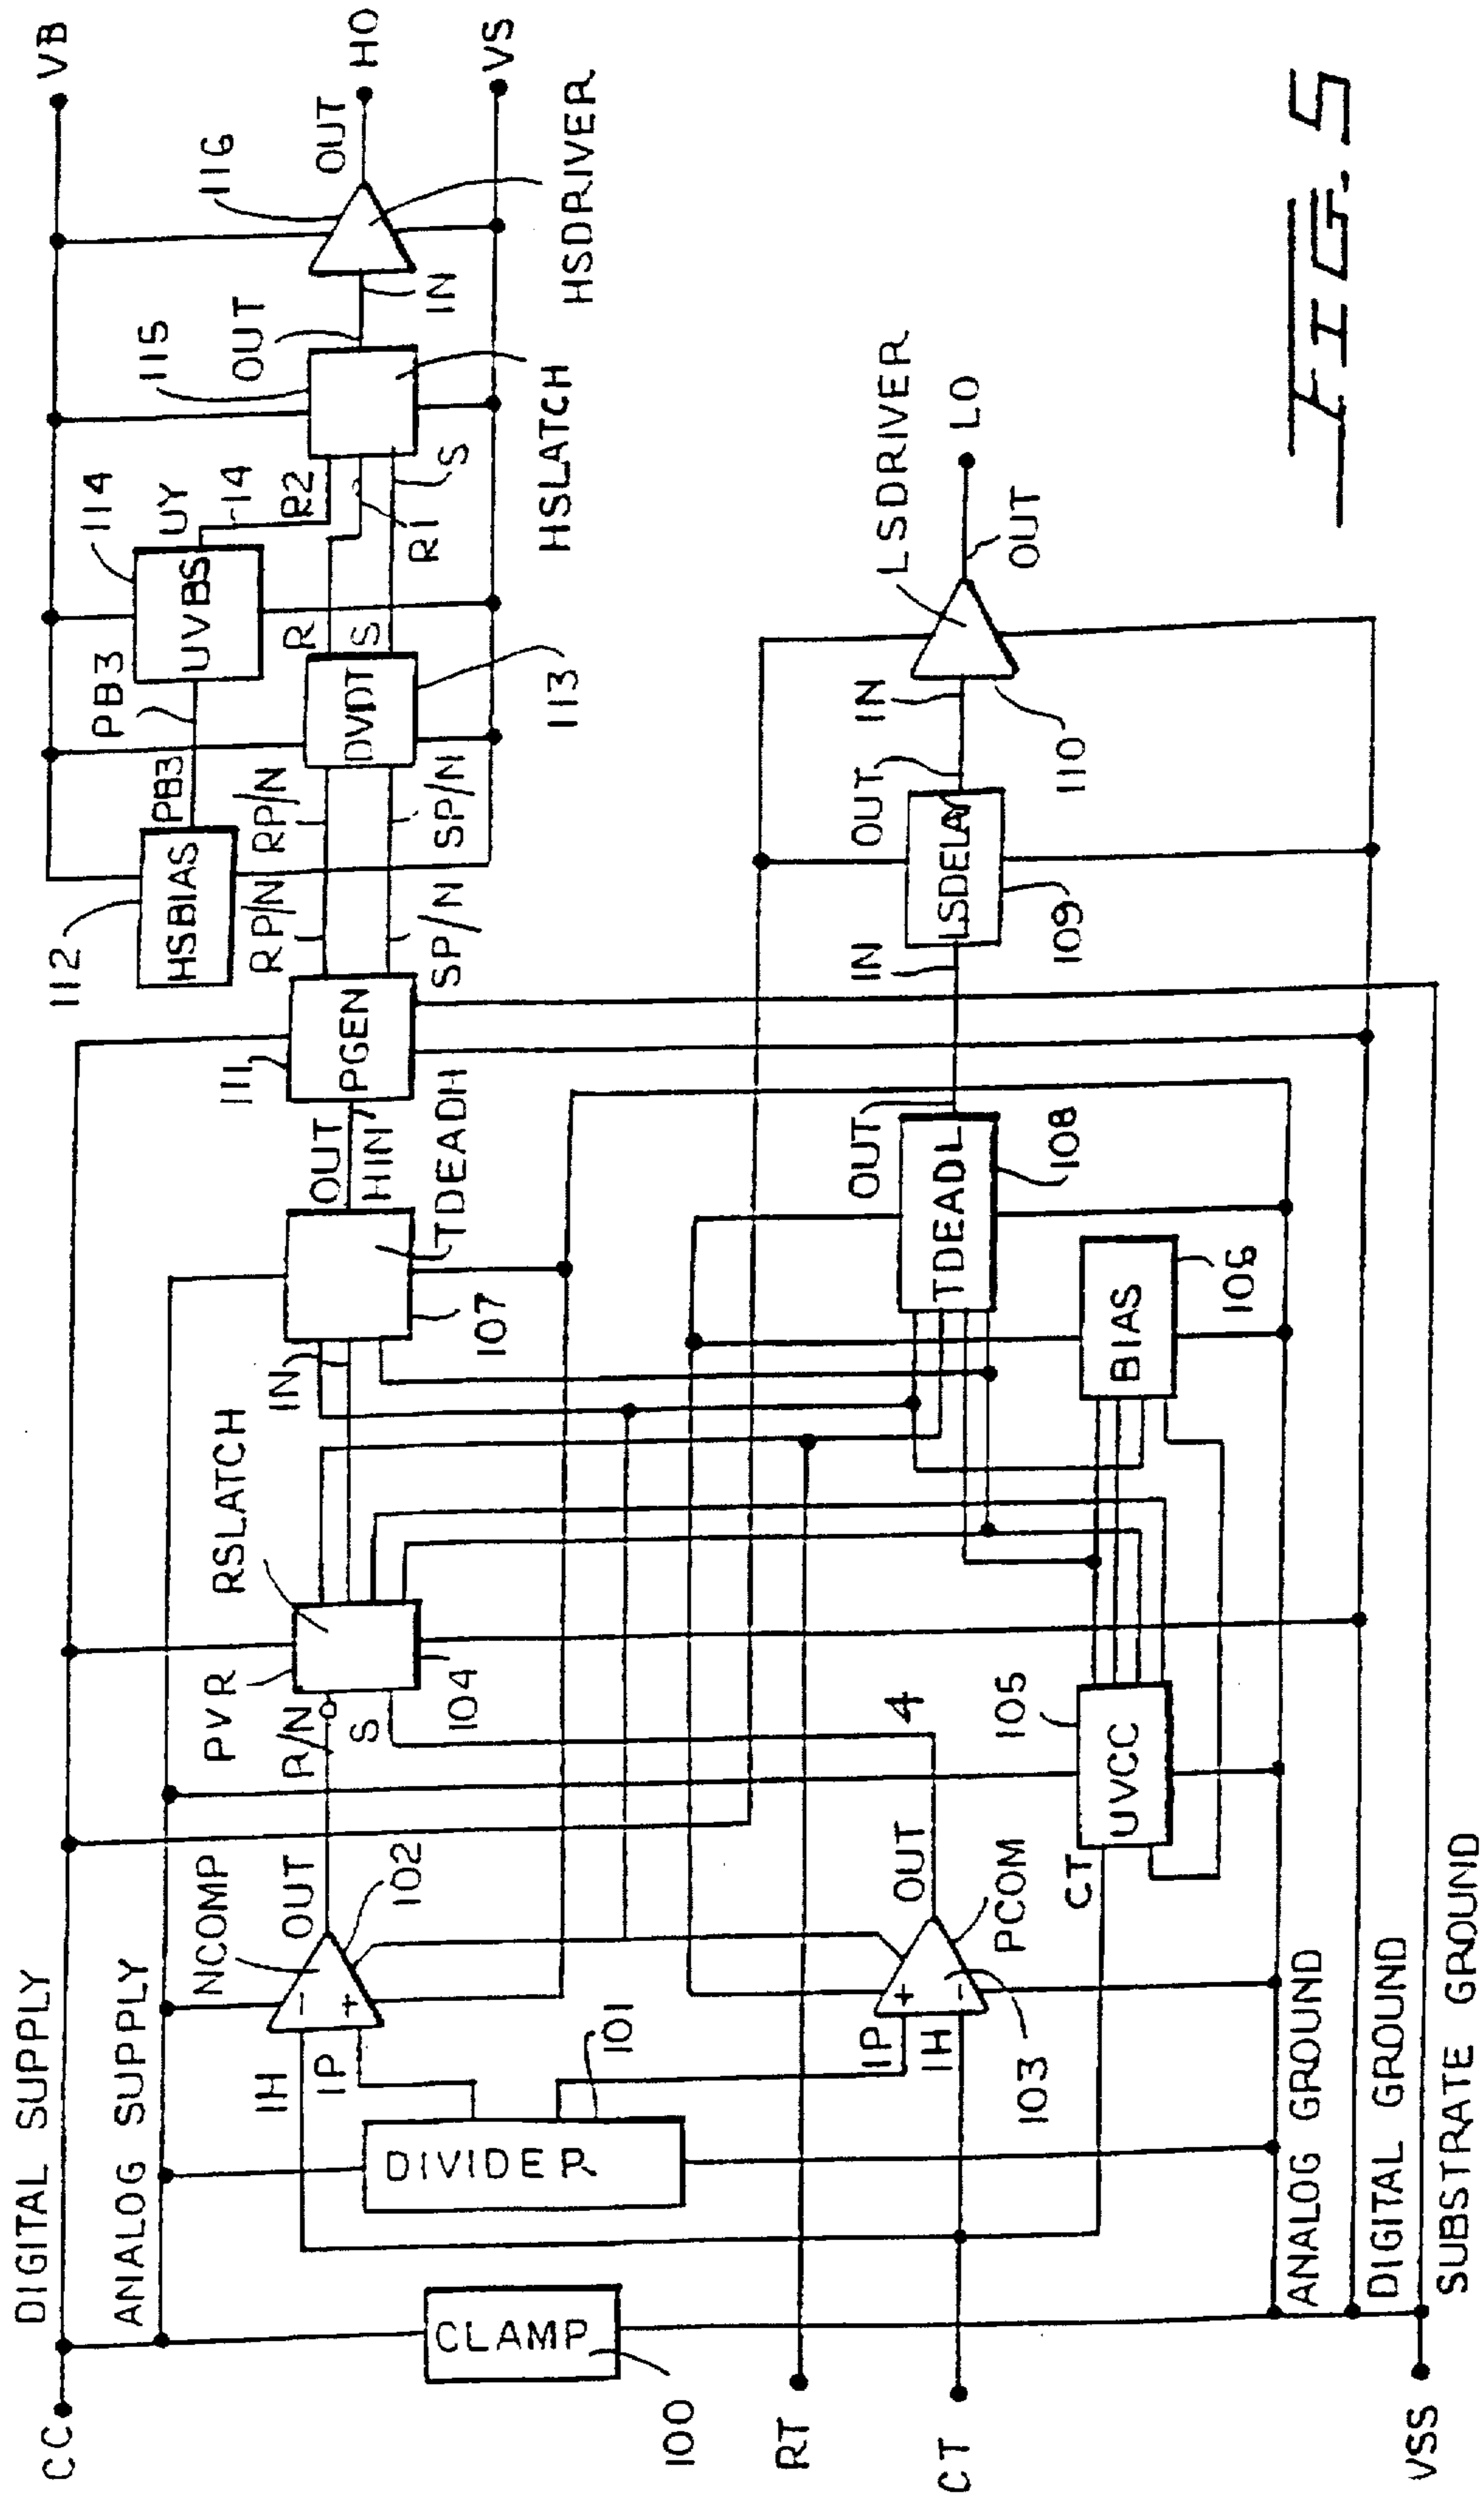 CC
DIGITAL SUPPLY
ANALOG SUPPLY
VB
112
HSBIAS
PB3
PB3
114
UVBS
UY
14
R2
115
OUT
116
OUT
HO
VS
HSDRIVER
IN
HSLATCH
S
R1
R
S
DVDT
113
RP/N
SP/N
RP/N
SP/N
111
PGEN
OUT
HIN
TDEADH
107
IN
RSLATCH
PVR
R/N
S
104
NCOMP
OUT
102
-
+
IH
IP
101
DIVIDER
CLAMP
100
RT
CT
IP
IH
+
-
103
OUT
PCOM
4
CT
105
UVCC
BIAS
106
TDEADL
108
OUT
IN
LSDELAY
109
OUT
IN
110
LSDRIVER
OUT
LO
ANALOG GROUND
DIGITAL GROUND
SUBSTRATE GROUND
VSS
FIG. 5